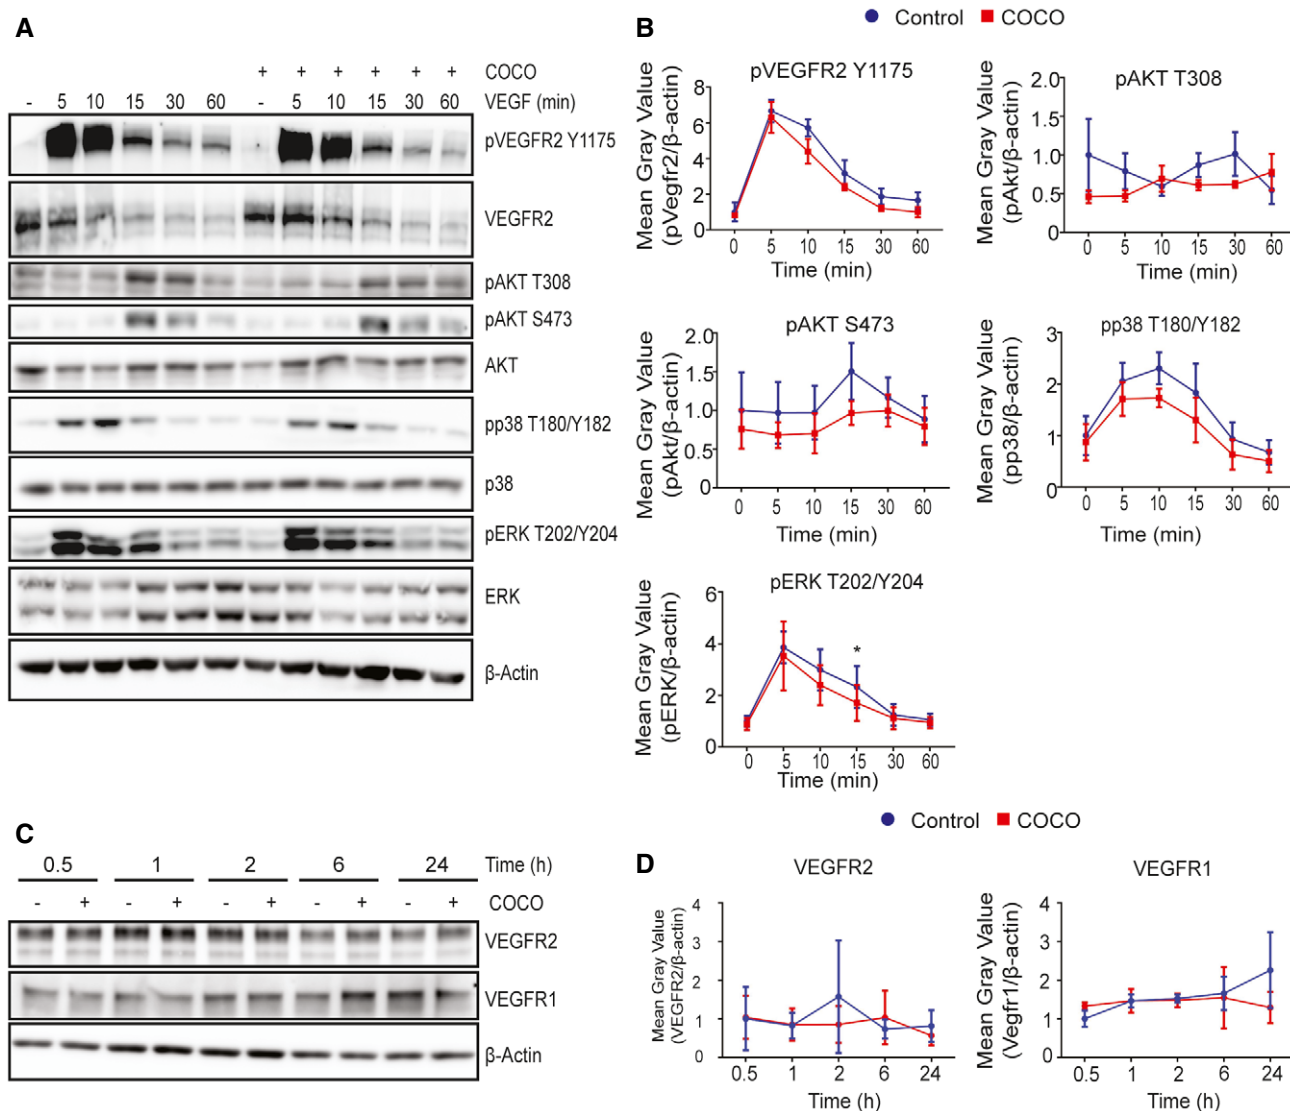 A
+ + + + + + COCO
- 5 10 15 30 60 - 5 10 15 30 60 VEGF (min)
pVEGFR2 Y1175
VEGFR2
pAKT T308
pAKT S473
AKT
pp38 T180/Y182
p38
pERK T202/Y204
ERK
β-Actin
B
Control COCO
pVEGFR2 Y1175
Mean Gray Value
(pVegfr2/β-actin)
8
6
4
2
0
0 5 10 15 30 60
Time (min)
pAKT T308
Mean Gray Value
(pAkt/β-actin)
2.0
1.5
1.0
0.5
0
0 5 10 15 30 60
Time (min)
pAKT S473
Mean Gray Value
(pAkt/β-actin)
2.0
1.5
1.0
0.5
0
0 5 10 15 30 60
Time (min)
pp38 T180/Y182
Mean Gray Value
(pp38/β-actin)
3
2
1
0
0 5 10 15 30 60
Time (min)
pERK T202/Y204
Mean Gray Value
(pERK/β-actin)
6
4
2
0
*
0 5 10 15 30 60
Time (min)
C
0.5 1 2 6 24 Time (h)
- + - + - + - + - + COCO
VEGFR2
VEGFR1
β-Actin
Control COCO
D
VEGFR2
Mean Gray Value
(VEGFR2/β-actin)
4
3
2
1
0
0.5 1 2 6 24
Time (h)
VEGFR1
Mean Gray Value
(Vegfr1/β-actin)
4
3
2
1
0
0.5 1 2 6 24
Time (h)